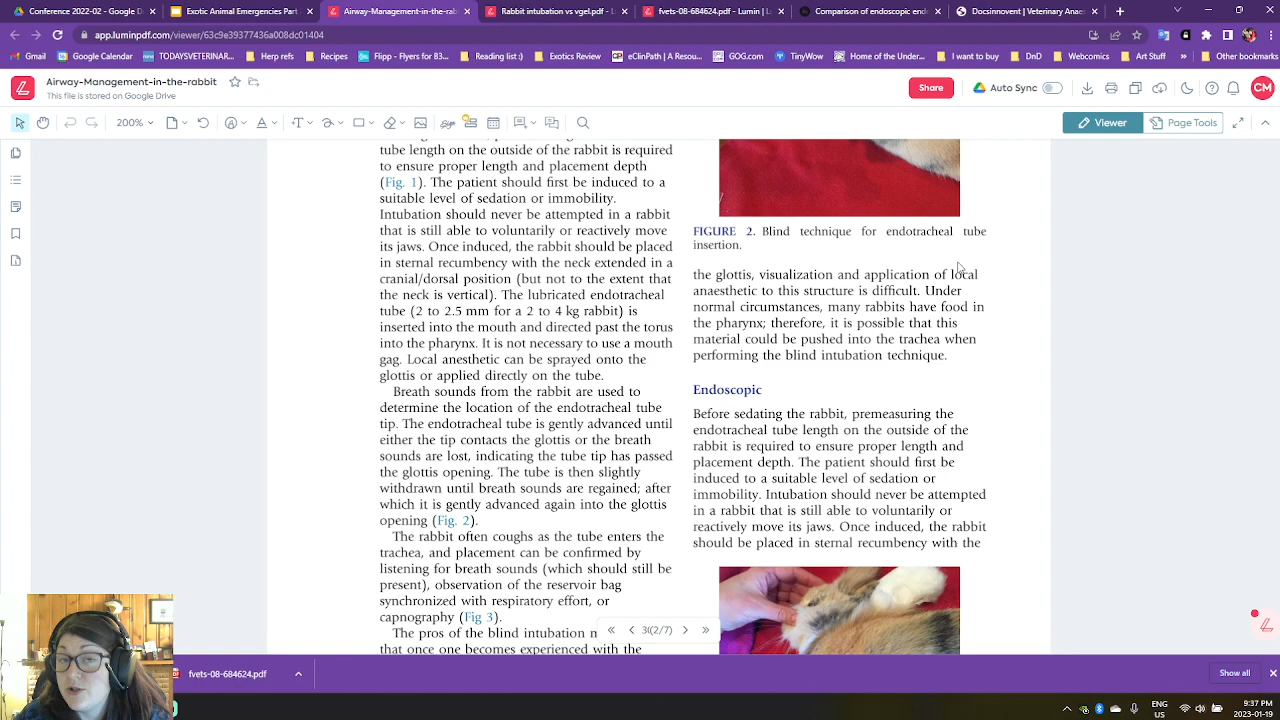 Exotics February 2022-02 - Google D
Explanatory Case 1
Airway-Management-
Rabbit-intubation-Di
fvets-08-684624.pdf | Lumin | L
Comparison of V-gel
Companion Veterinary Anes
app.luminpdf.com/viewer/63c9e39377436a008dc01404
Gmail
Google Calendar
TODAYSVETERINAR...
Recipes
Flipp - Flyers for B3...
Reading list :)
Exotics Review
eClinPath | A Resou...
GOG.com
TinyWow
Home of the Under...
I want herp refs
DnD
Webcomics
Art Stuff
»
Other bookmarks
Airway-Management-in-the-rabbit
This file is stored on Google Drive
Share
Auto Sync
CM
200%
Viewer
Page Tools
tube length on the outside of the rabbit is required
to ensure proper length and placement depth
(Fig. 1). The patient should first be induced to a
suitable level of sedation or immobility.
Intubation should never be attempted in a rabbit
that is still able to voluntarily or reactively move
its jaws. Once induced, the rabbit should be placed
in sternal recumbency with the neck extended in a
cranial/dorsal position (but not to the extent that
the neck is vertical). The lubricated endotracheal
tube (2 to 2.5 mm for a 2 to 4 kg rabbit) is
inserted into the mouth and directed past the torus
into the pharynx. It is not necessary to use a mouth
gag. Local anesthetic can be sprayed onto the
glottis or applied directly on the tube.
Breath sounds from the rabbit are used to
determine the location of the endotracheal tube
tip. The endotracheal tube is gently advanced until
either the tip contacts the glottis or the breath
sounds are lost, indicating the tube tip has passed
the glottis opening. The tube is then slightly
withdrawn until breath sounds are regained; after
which it is gently advanced again into the glottis
opening (Fig. 2).
The rabbit often coughs as the tube enters the
trachea, and placement can be confirmed by
listening for breath sounds (which should still be
present), observation of the reservoir bag
synchronized with respiratory effort, or
capnography (Fig 3).
The pros of the blind intubation m
that once one becomes experienced with the
FIGURE 2. Blind technique for endotracheal tube
insertion.
the glottis, visualization and application of local
anaesthetic to this structure is difficult. Under
normal circumstances, many rabbits have food in
the pharynx; therefore, it is possible that this
material could be pushed into the trachea when
performing the blind intubation technique.
Endoscopic
Before sedating the rabbit, premeasuring the
endotracheal tube length on the outside of the
rabbit is required to ensure proper length and
placement depth. The patient should first be
induced to a suitable level of sedation or
immobility. Intubation should never be attempted
in a rabbit that is still able to voluntarily or
reactively move its jaws. Once induced, the rabbit
should be placed in sternal recumbency with the
3(2/7)
fvets-08-684624.pdf
Show all
9:37 PM
ENG
US
2023-01-19